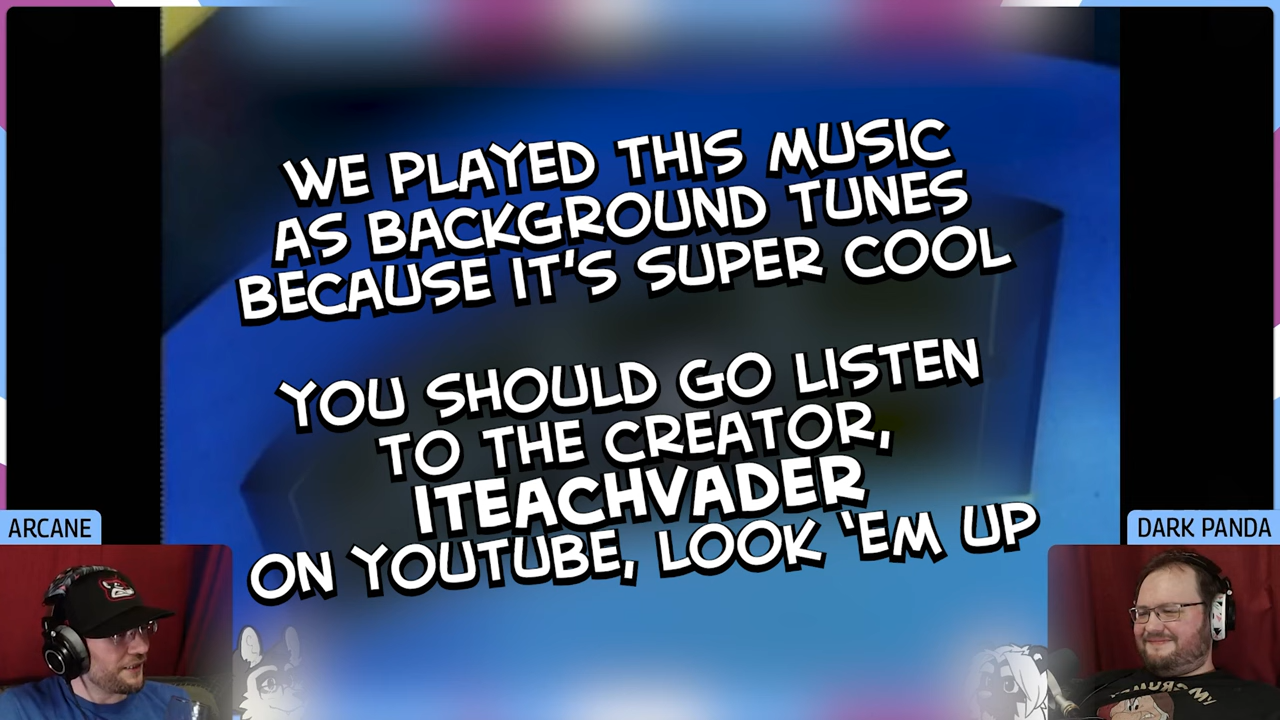 WE PLAYED THIS MUSIC
AS BACKGROUND TUNES
BECAUSE IT'S SUPER COOL
YOU SHOULD GO LISTEN
TO THE CREATOR,
ITEACHVADER
ON YOUTUBE, LOOK 'EM UP
ARCANE
DARK PANDA